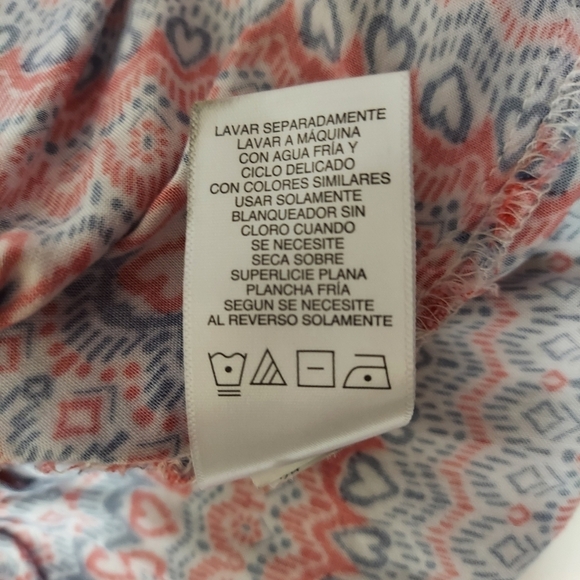 LAVAR SEPARADAMENTE
LAVAR A MÁQUINA
CON AGUA FRÍA Y
CICLO DELICADO
CON COLORES SIMILARES
USAR SOLAMENTE
BLANQUEADOR SIN
CLORO CUANDO
SE NECESITE
SECA SOBRE
SUPERLICIE PLANA
PLANCHA FRÍA
SEGUN SE NECESITE
AL REVERSO SOLAMENTE